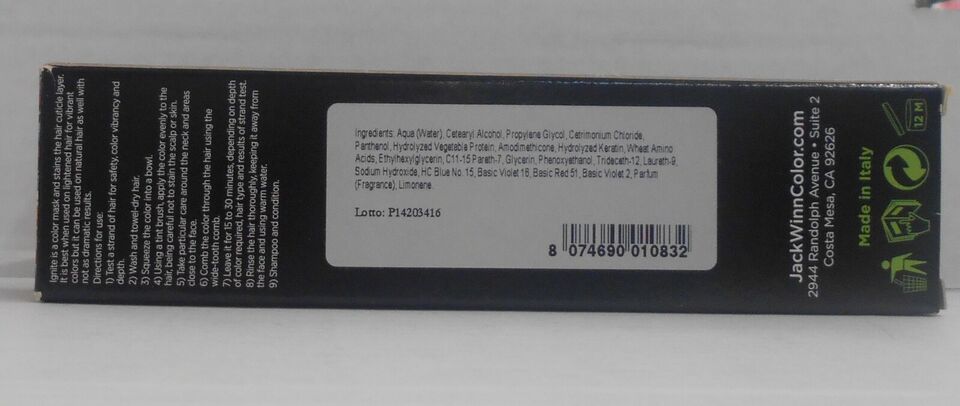 Ignite is a color mask and stains the hair cuticle layer.
It is best when used on lightened hair for vibrant
colors but it can be used on natural hair as well with
not as dramatic results.
Directions for use:
1) Test a strand of hair for safety, color vibrancy and
depth.
2) Wash and towel-dry hair.
3) Squeeze the color into a bowl.
4) Using a tint brush, apply the color evenly to the
hair, being careful not to stain the scalp or skin.
5) Take particular care around the neck and areas
close to the face.
6) Comb the color through the hair using the
wide-tooth comb.
7) Leave it for 15 to 30 minutes, depending on depth
of color required, hair type and results of strand test.
8) Rinse the hair thoroughly, keeping it away from
the face and using warm water.
9) Shampoo and condition.
Ingredients: Aqua (Water), Cetearyl Alcohol, Propylene Glycol, Cetrimonium Chloride,
Panthenol, Hydrolyzed Vegetable Protein, Amodimethicone, Hydrolyzed Keratin, Wheat Amino
Acids, Ethylhexylglycerin, C11-15 Pareth-7, Glycerin, Phenoxyethanol, Trideceth-12, Laureth-9,
Sodium Hydroxide, HC Blue No. 15, Basic Violet 16, Basic Red 51, Basic Violet 2, Parfum
(Fragrance), Limonene.
Lotto: P14203416
8 074690 010832
JackWinnColor.com
2944 Randolph Avenue • Suite 2
Costa Mesa, CA 92626
Made in Italy
12 M